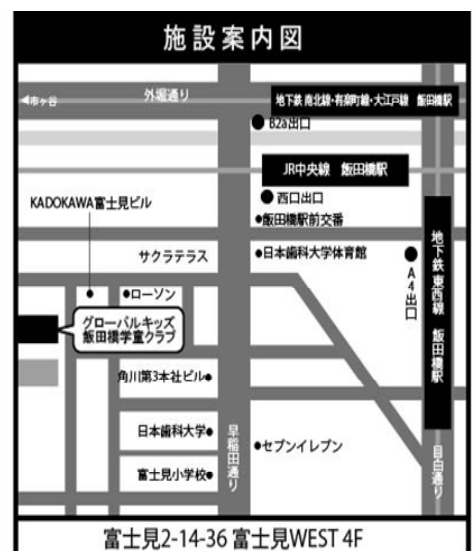 施設案内図
◀市ヶ谷
外堀通り
地下鉄 南北線・有楽町線・大江戸線 飯田橋駅
B2a出口
JR中央線 飯田橋駅
西口出口
KADOKAWA富士見ビル
飯田橋駅前交番
サクラテラス
日本歯科大学体育館
A4出口
地下鉄 東西線 飯田橋駅
ローソン
グローバルキッズ
飯田橋学童クラブ
角川第3本社ビル
日本歯科大学
早稲田通り
セブンイレブン
目白通り
富士見小学校
富士見2-14-36 富士見WEST 4F